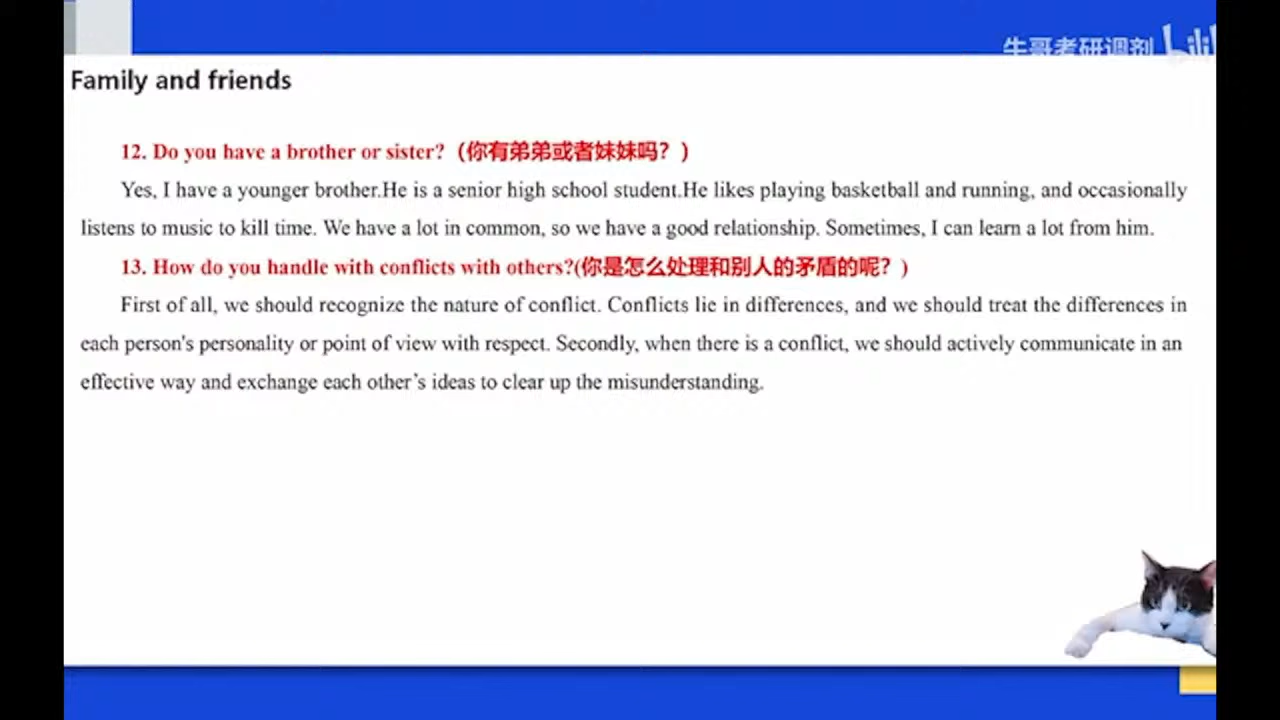 牛哥考研调剂 bili
Family and friends
12. Do you have a brother or sister?（你有弟弟或者妹妹吗？）
Yes, I have a younger brother.He is a senior high school student.He likes playing basketball and running, and occasionally
listens to music to kill time. We have a lot in common, so we have a good relationship. Sometimes, I can learn a lot from him.
13. How do you handle with conflicts with others?(你是怎么处理和别人的矛盾的呢？)
First of all, we should recognize the nature of conflict. Conflicts lie in differences, and we should treat the differences in
each person's personality or point of view with respect. Secondly, when there is a conflict, we should actively communicate in an
effective way and exchange each other’s ideas to clear up the misunderstanding.